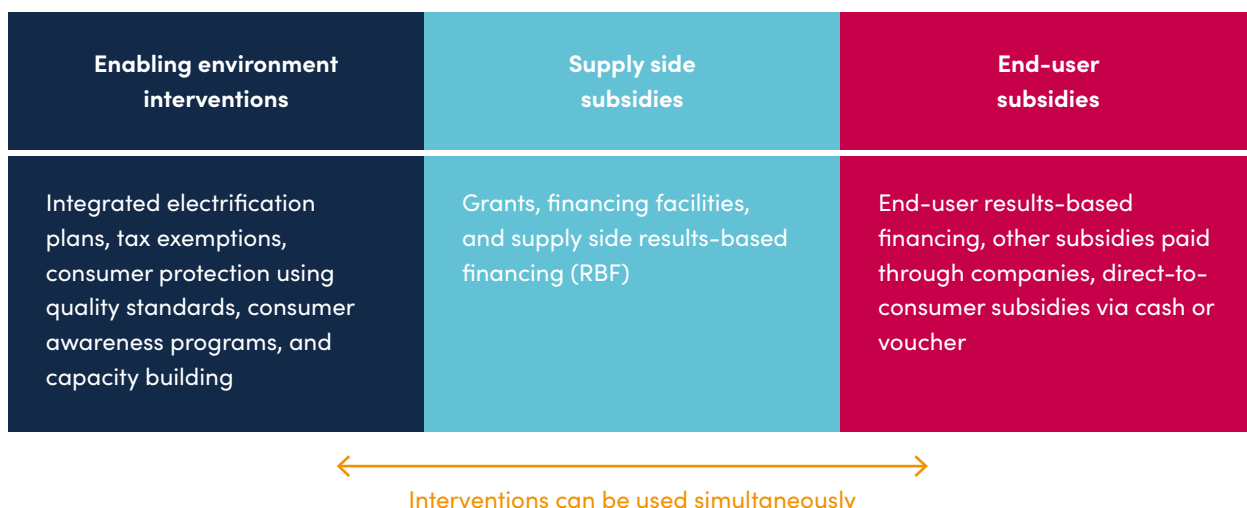 Enabling environment
interventions
Supply side
subsidies
End-user
subsidies
Integrated electrification
plans, tax exemptions,
consumer protection using
quality standards, consumer
awareness programs, and
capacity building
Grants, financing facilities,
and supply side results-based
financing (RBF)
End-user results-based
financing, other subsidies paid
through companies, direct-to-
consumer subsidies via cash or
voucher
Interventions can be used simultaneously